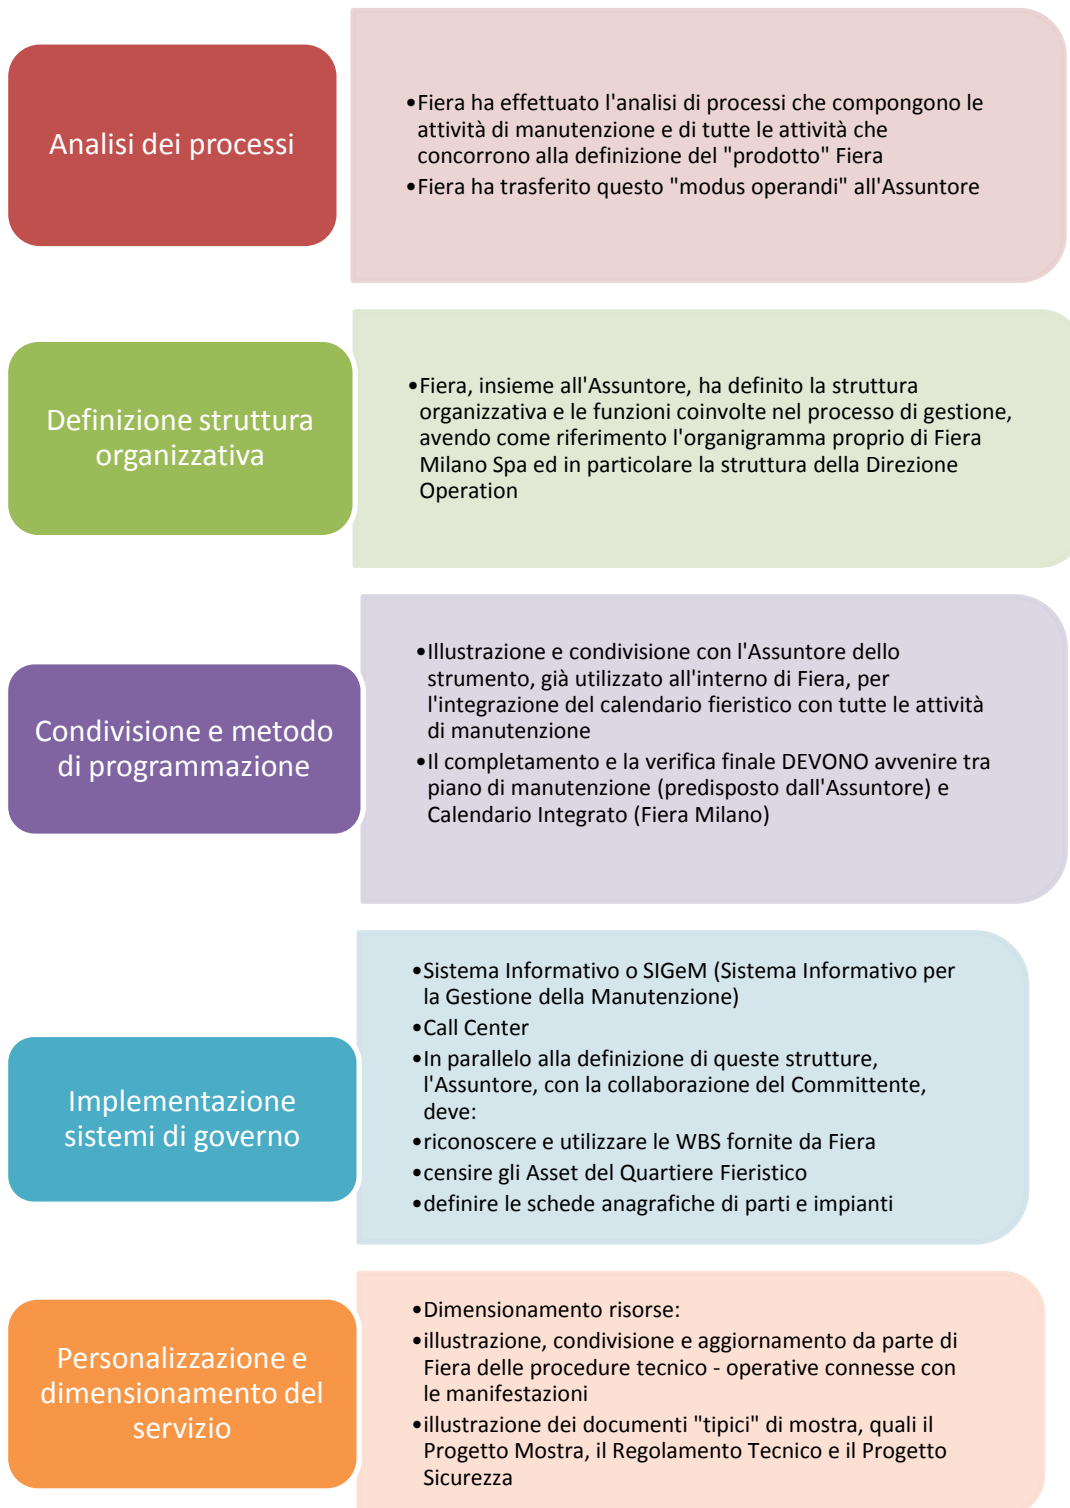 Analisi dei processi
•Fiera ha effettuato l'analisi di processi che compongono le
attività di manutenzione e di tutte le attività che
concorrono alla definizione del "prodotto" Fiera
•Fiera ha trasferito questo "modus operandi" all'Assuntore
Definizione struttura
organizzativa
•Fiera, insieme all'Assuntore, ha definito la struttura
organizzativa e le funzioni coinvolte nel processo di gestione,
avendo come riferimento l'organigramma proprio di Fiera
Milano Spa ed in particolare la struttura della Direzione
Operation
Condivisione e metodo
di programmazione
•Illustrazione e condivisione con l'Assuntore dello
strumento, già utilizzato all'interno di Fiera, per
l'integrazione del calendario fieristico con tutte le attività
di manutenzione
•Il completamento e la verifica finale DEVONO avvenire tra
piano di manutenzione (predisposto dall'Assuntore) e
Calendario Integrato (Fiera Milano)
Implementazione
sistemi di governo
•Sistema Informativo o SIGeM (Sistema Informativo per
la Gestione della Manutenzione)
•Call Center
•In parallelo alla definizione di queste strutture,
l'Assuntore, con la collaborazione del Committente,
deve:
•riconoscere e utilizzare le WBS fornite da Fiera
•censire gli Asset del Quartiere Fieristico
•definire le schede anagrafiche di parti e impianti
Personalizzazione e
dimensionamento del
servizio
•Dimensionamento risorse:
•illustrazione, condivisione e aggiornamento da parte di
Fiera delle procedure tecnico - operative connesse con
le manifestazioni
•illustrazione dei documenti "tipici" di mostra, quali il
Progetto Mostra, il Regolamento Tecnico e il Progetto
Sicurezza